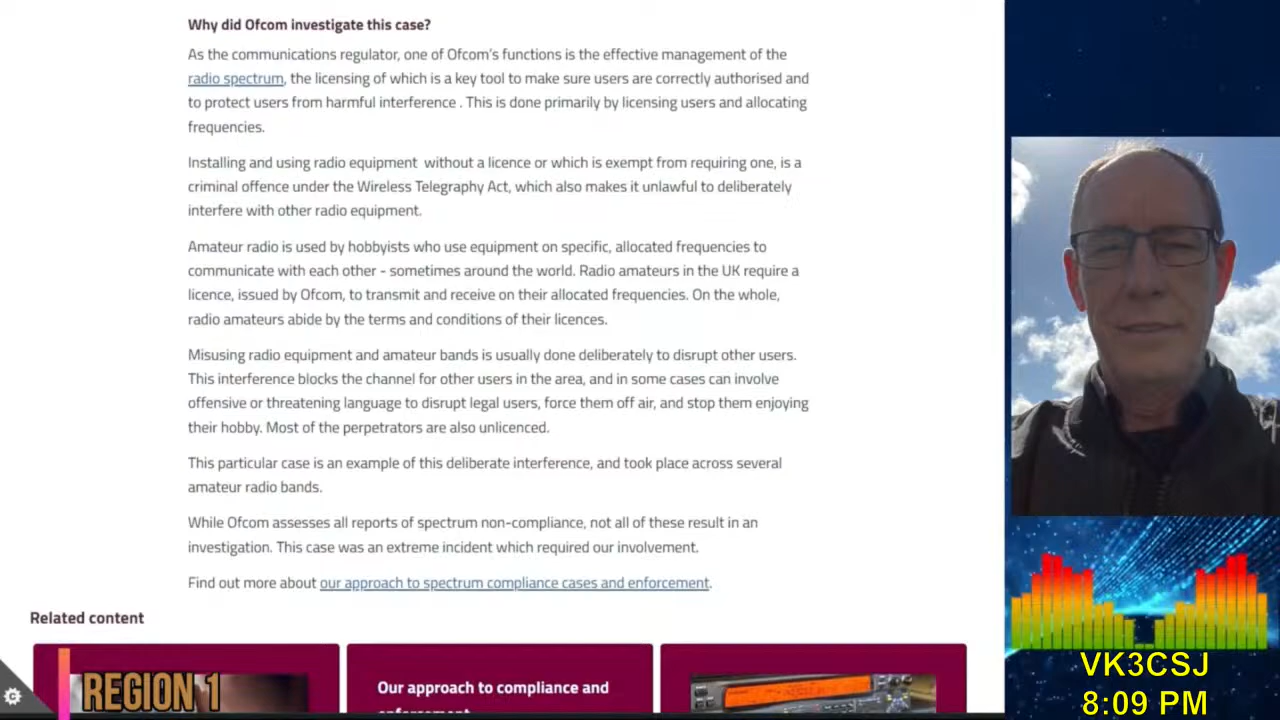 Why did Ofcom investigate this case?
As the communications regulator, one of Ofcom's functions is the effective management of the
radio spectrum, the licensing of which is a key tool to make sure users are correctly authorised and
to protect users from harmful interference . This is done primarily by licensing users and allocating
frequencies.
Installing and using radio equipment  without a licence or which is exempt from requiring one, is a
criminal offence under the Wireless Telegraphy Act, which also makes it unlawful to deliberately
interfere with other radio equipment.
Amateur radio is used by hobbyists who use equipment on specific, allocated frequencies to
communicate with each other - sometimes around the world. Radio amateurs in the UK require a
licence, issued by Ofcom, to transmit and receive on their allocated frequencies. On the whole,
radio amateurs abide by the terms and conditions of their licences.
Misusing radio equipment and amateur bands is usually done deliberately to disrupt other users.
This interference blocks the channel for other users in the area, and in some cases can involve
offensive or threatening language to disrupt legal users, force them off air, and stop them enjoying
their hobby. Most of the perpetrators are also unlicenced.
This particular case is an example of this deliberate interference, and took place across several
amateur radio bands.
While Ofcom assesses all reports of spectrum non-compliance, not all of these result in an
investigation. This case was an extreme incident which required our involvement.
Find out more about our approach to spectrum compliance cases and enforcement.
Related content
REGION 1
Our approach to compliance and
enforcement
VK3CSJ
8:09 PM